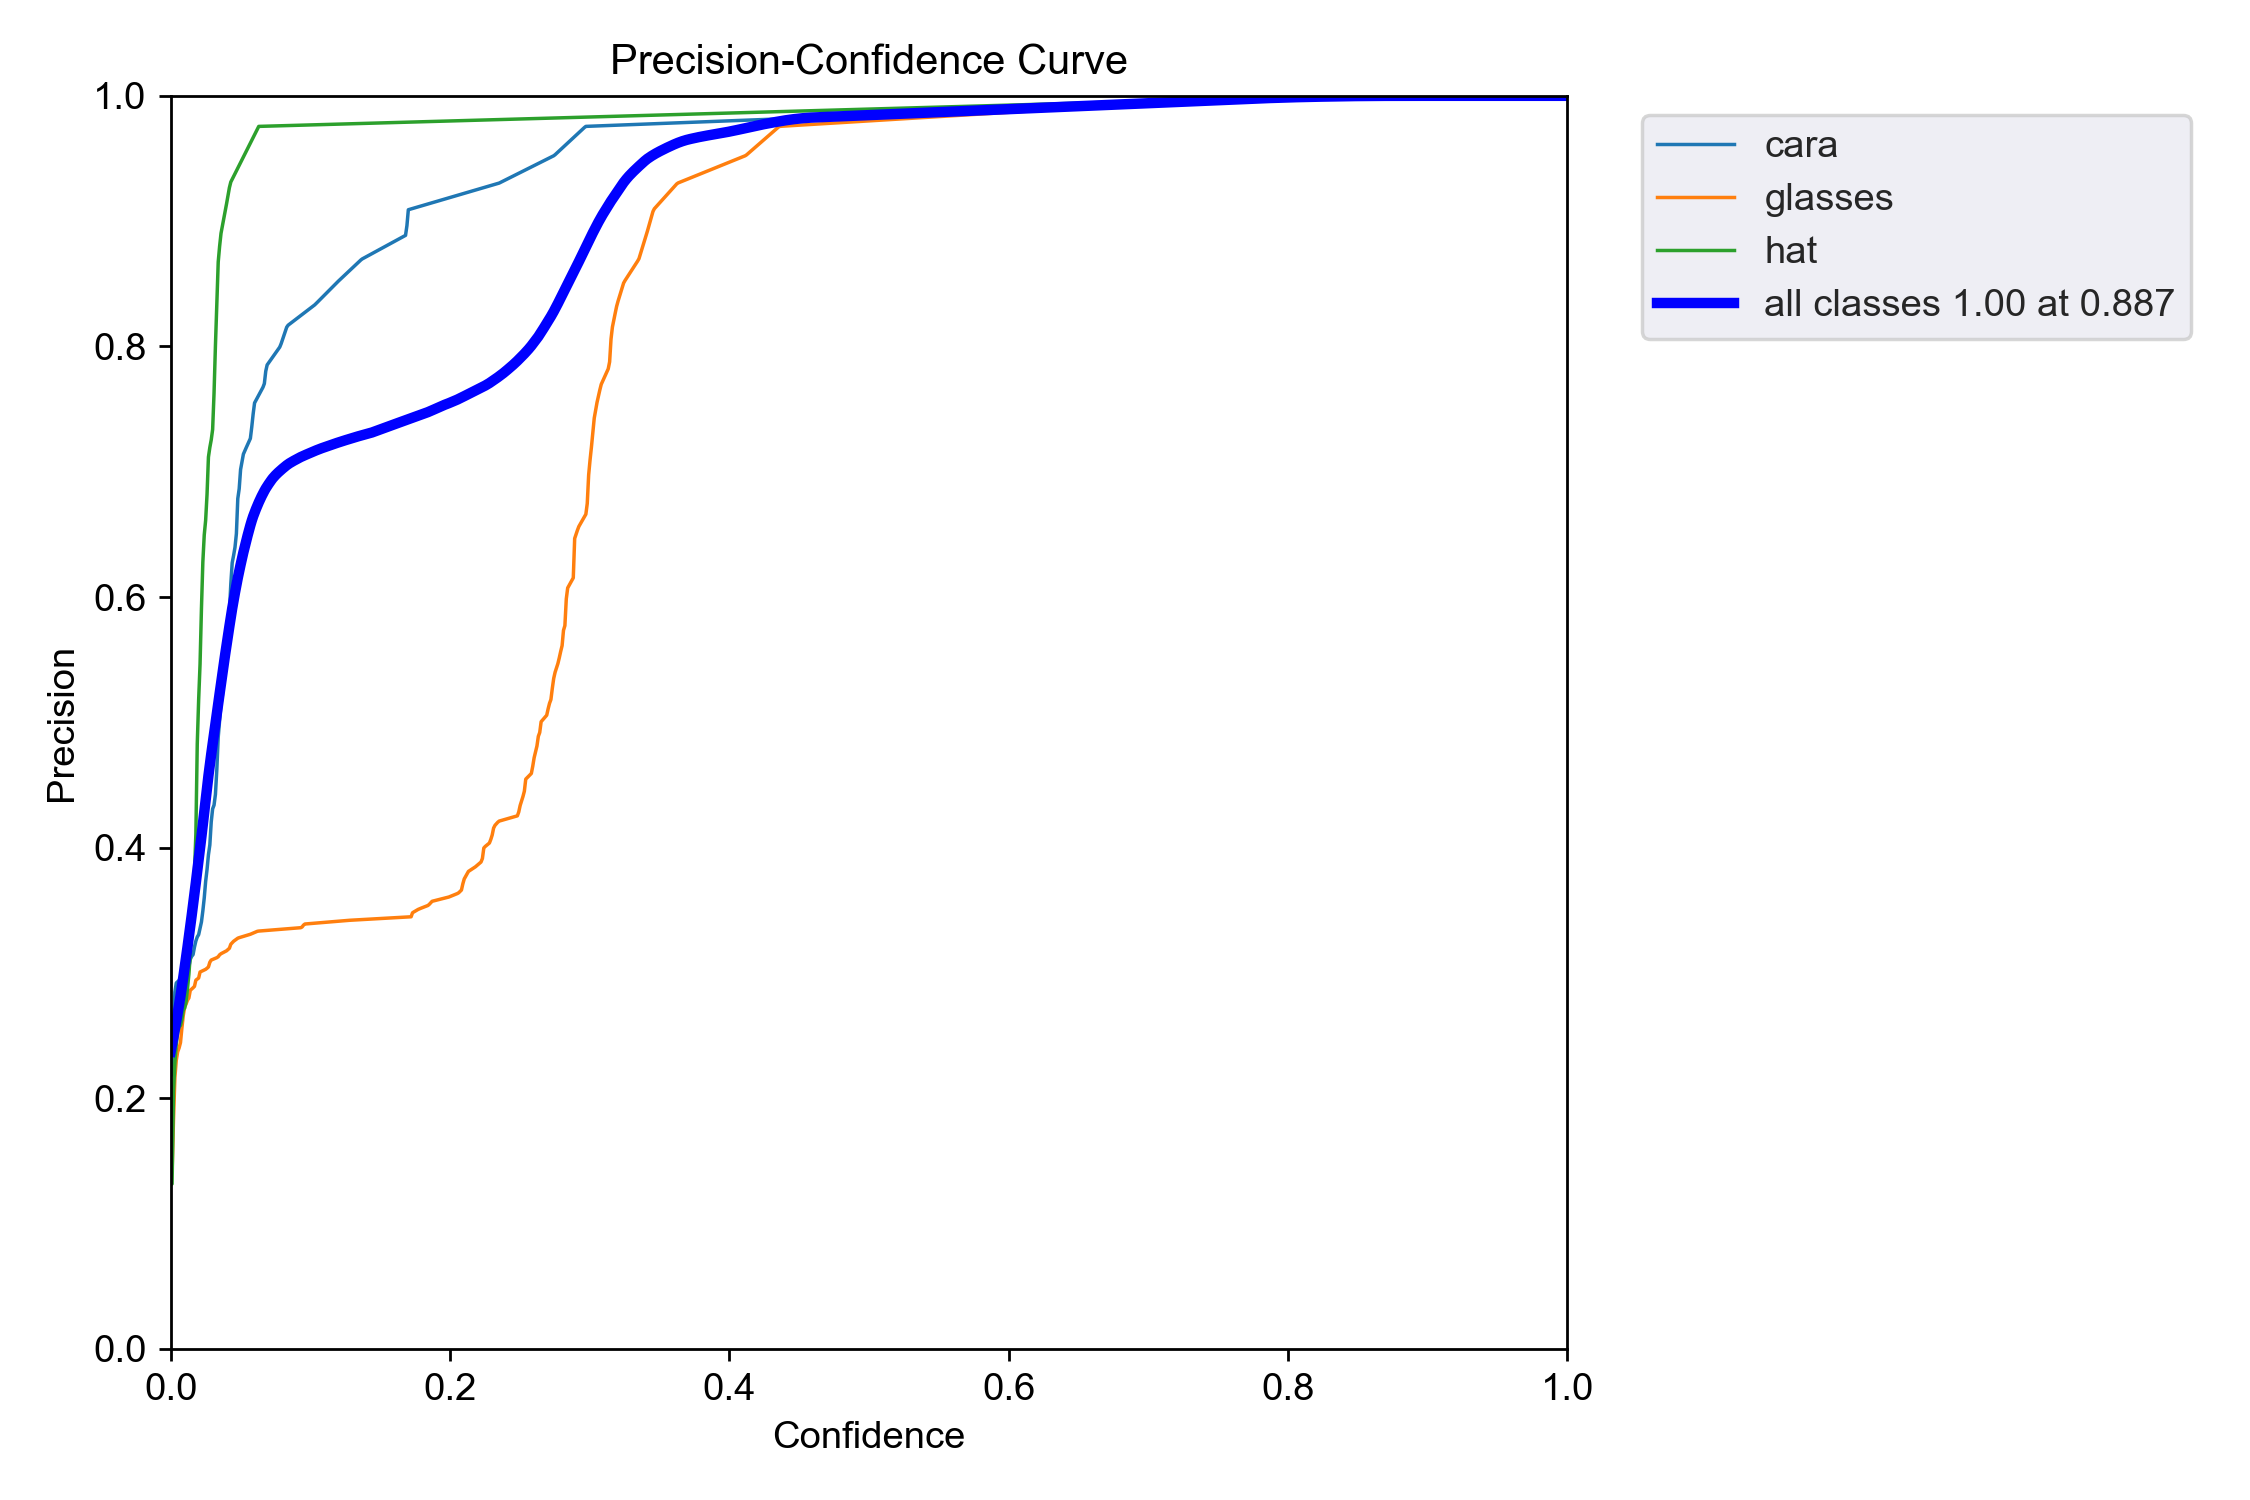 Precision-Confidence Curve
1.0
0.8
0.6
0.4
0.2
0.0
Precision
0.0 0.2 0.4 0.6 0.8 1.0
Confidence
cara
glasses
hat
all classes 1.00 at 0.887